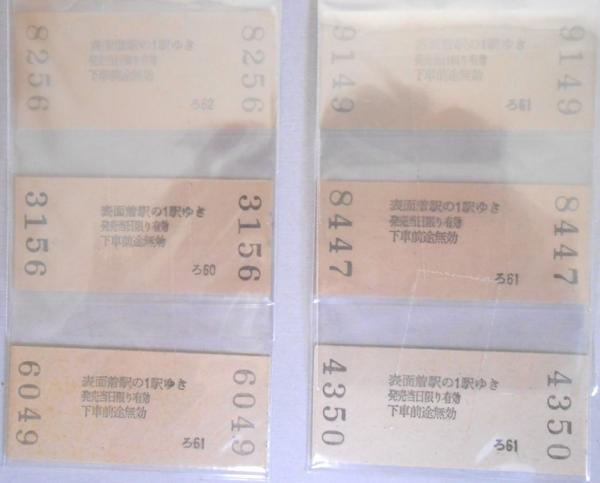 8256
表面着駅の1駅ゆき
発売当日限り有効
下車前途無効
ろ62
8256
3156
表面着駅の1駅ゆき
発売当日限り有効
下車前途無効
ろ60
3156
6049
表面着駅の1駅ゆき
発売当日限り有効
下車前途無効
ろ61
6049
9149
表面着駅の1駅ゆき
発売当日限り有効
下車前途無効
ろ61
9149
8447
表面着駅の1駅ゆき
発売当日限り有効
下車前途無効
ろ61
8447
4350
表面着駅の1駅ゆき
発売当日限り有効
下車前途無効
ろ61
4350